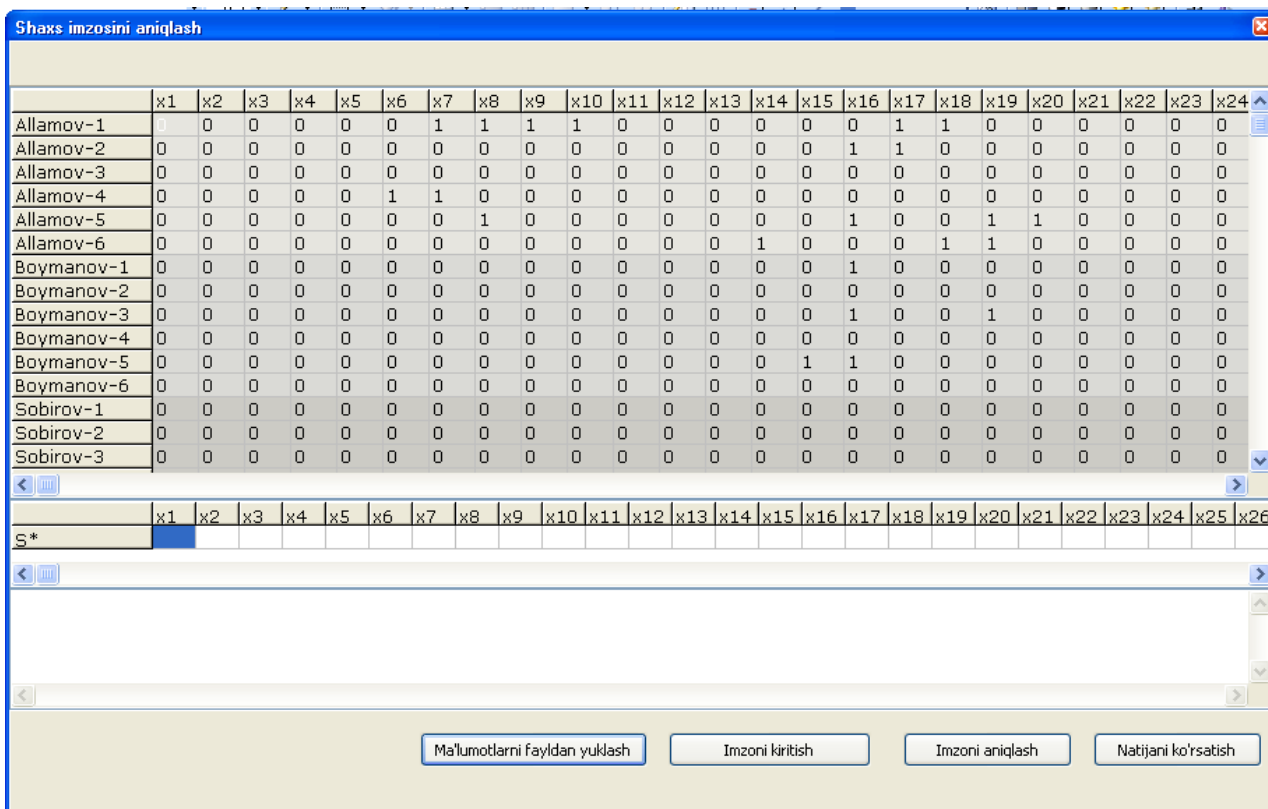 Shaxs imzosini aniqlash
x1 x2 x3 x4 x5 x6 x7 x8 x9 x10 x11 x12 x13 x14 x15 x16 x17 x18 x19 x20 x21 x22 x23 x24
Allamov-1 0 0 0 0 0 0 1 1 1 1 0 0 0 0 0 0 1 1 0 0 0 0 0 0
Allamov-2 0 0 0 0 0 0 0 0 0 0 0 0 0 0 0 1 1 0 0 0 0 0 0 0
Allamov-3 0 0 0 0 0 0 0 0 0 0 0 0 0 0 0 0 0 0 0 0 0 0 0 0
Allamov-4 0 0 0 0 0 1 1 0 0 0 0 0 0 0 0 0 0 0 0 0 0 0 0 0
Allamov-5 0 0 0 0 0 0 0 1 0 0 0 0 0 0 0 1 0 0 1 1 0 0 0 0
Allamov-6 0 0 0 0 0 0 0 0 0 0 0 0 0 1 0 0 0 1 1 0 0 0 0 0
Boymanov-1 0 0 0 0 0 0 0 0 0 0 0 0 0 0 0 1 0 0 0 0 0 0 0 0
Boymanov-2 0 0 0 0 0 0 0 0 0 0 0 0 0 0 0 0 0 0 0 0 0 0 0 0
Boymanov-3 0 0 0 0 0 0 0 0 0 0 0 0 0 0 0 1 0 0 1 0 0 0 0 0
Boymanov-4 0 0 0 0 0 0 0 0 0 0 0 0 0 0 0 0 0 0 0 0 0 0 0 0
Boymanov-5 0 0 0 0 0 0 0 0 0 0 0 0 0 0 1 1 0 0 0 0 0 0 0 0
Boymanov-6 0 0 0 0 0 0 0 0 0 0 0 0 0 0 0 0 0 0 0 0 0 0 0 0
Sobirov-1 0 0 0 0 0 0 0 0 0 0 0 0 0 0 0 0 0 0 0 0 0 0 0 0
Sobirov-2 0 0 0 0 0 0 0 0 0 0 0 0 0 0 0 0 0 0 0 0 0 0 0 0
Sobirov-3 0 0 0 0 0 0 0 0 0 0 0 0 0 0 0 0 0 0 0 0 0 0 0 0
x1 x2 x3 x4 x5 x6 x7 x8 x9 x10 x11 x12 x13 x14 x15 x16 x17 x18 x19 x20 x21 x22 x23 x24 x25 x26
S*
Ma'lumotlarni fayldan yuklash Imzoni kiritish Imzoni aniqlash Natijani ko'rsatish